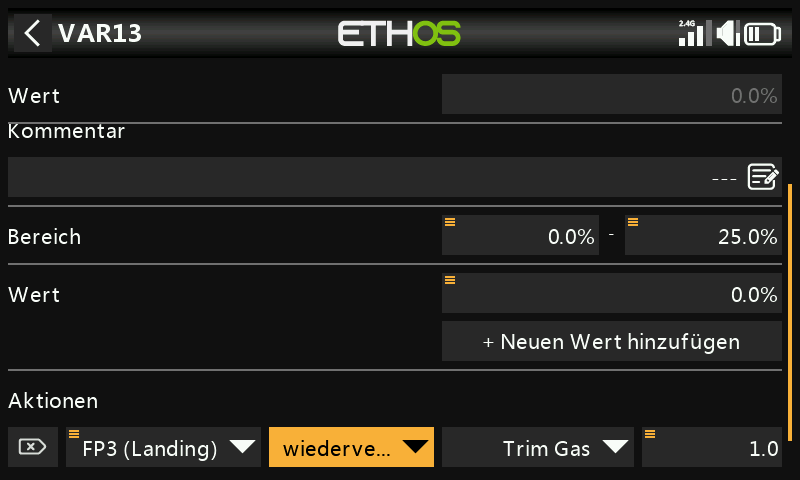 VAR13 ETHOS 2.4G
Wert 0.0%
Kommentar
---
Bereich 0.0% - 25.0%
Wert 0.0%
+ Neuen Wert hinzufügen
Aktionen
FP3 (Landing) wiederve... Trim Gas 1.0